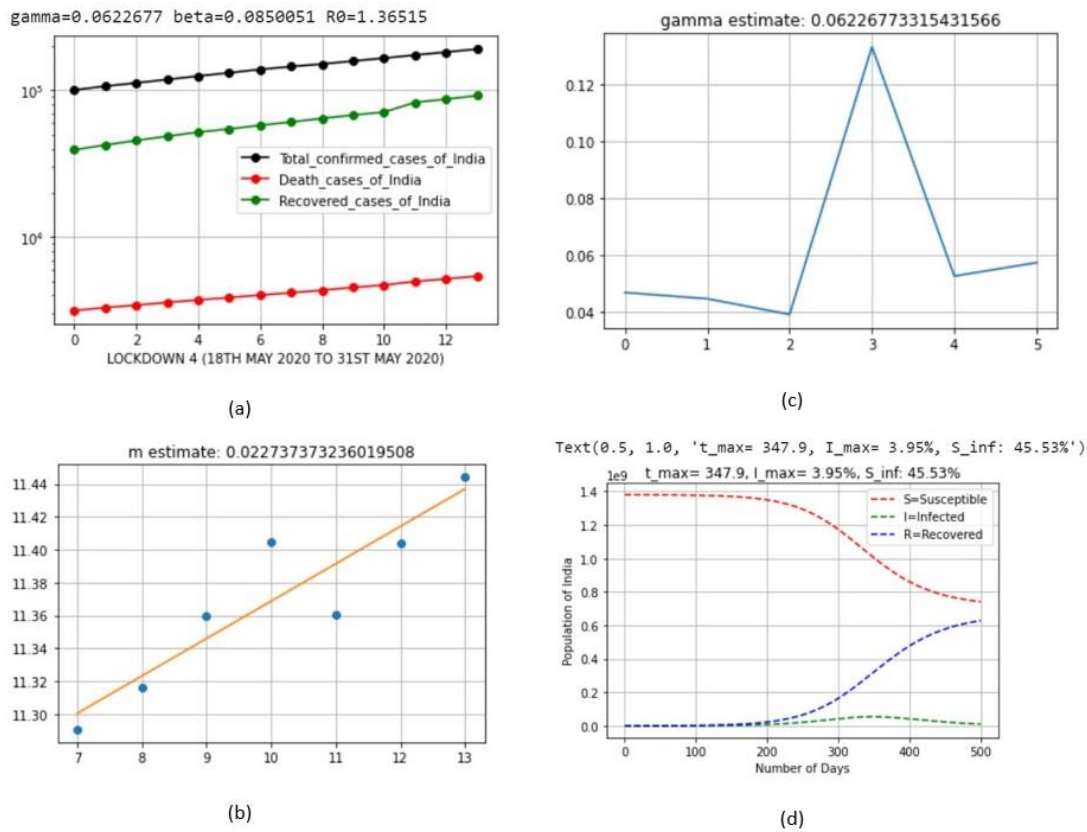 gamma=0.0622677 beta=0.0850051 R0=1.36515
10^5
10^4
Total_confirmed_cases_of_India
Death_cases_of_India
Recovered_cases_of_India
0 2 4 6 8 10 12
LOCKDOWN 4 (18TH MAY 2020 TO 31ST MAY 2020)
(a)
gamma estimate: 0.06226773315431566
0.12
0.10
0.08
0.06
0.04
0 1 2 3 4 5
(c)
m estimate: 0.022737373236019508
11.44
11.42
11.40
11.38
11.36
11.34
11.32
11.30
7 8 9 10 11 12 13
(b)
Text(0.5, 1.0, 't_max= 347.9, I_max= 3.95%, S_inf: 45.53%')
t_max= 347.9, I_max= 3.95%, S_inf: 45.53%
1e9
1.4
1.2
1.0
0.8
0.6
0.4
0.2
0.0
Population of India
S=Susceptible
I=Infected
R=Recovered
0 100 200 300 400 500
Number of Days
(d)